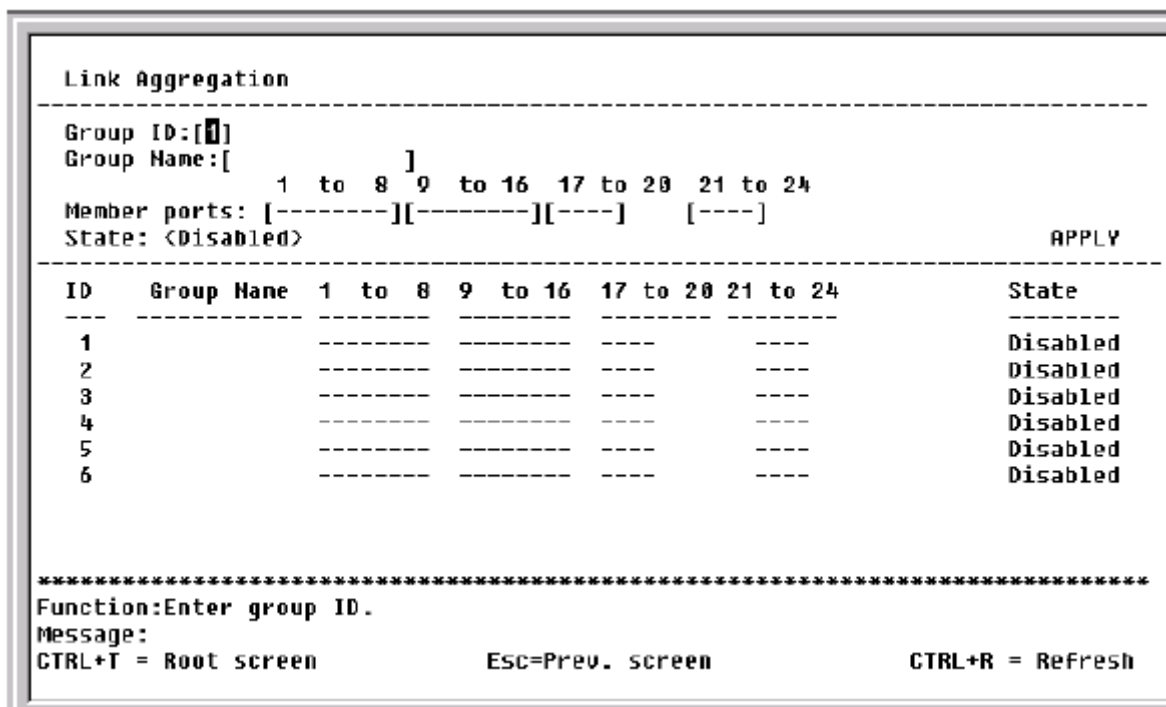 Link Aggregation
--------------------------------------------------------------------------------
Group ID:[1]
Group Name:[ ]
1 to 8 9 to 16 17 to 20 21 to 24
Member ports: [--------][--------][----] [----]
State: <Disabled> APPLY
--------------------------------------------------------------------------------
ID Group Name 1 to 8 9 to 16 17 to 20 21 to 24 State
--- ------------ -------- -------- -------- -------- --------
1 -------- -------- ---- ---- Disabled
2 -------- -------- ---- ---- Disabled
3 -------- -------- ---- ---- Disabled
4 -------- -------- ---- ---- Disabled
5 -------- -------- ---- ---- Disabled
6 -------- -------- ---- ---- Disabled
********************************************************************************
Function:Enter group ID.
Message:
CTRL+T = Root screen Esc=Prev. screen CTRL+R = Refresh